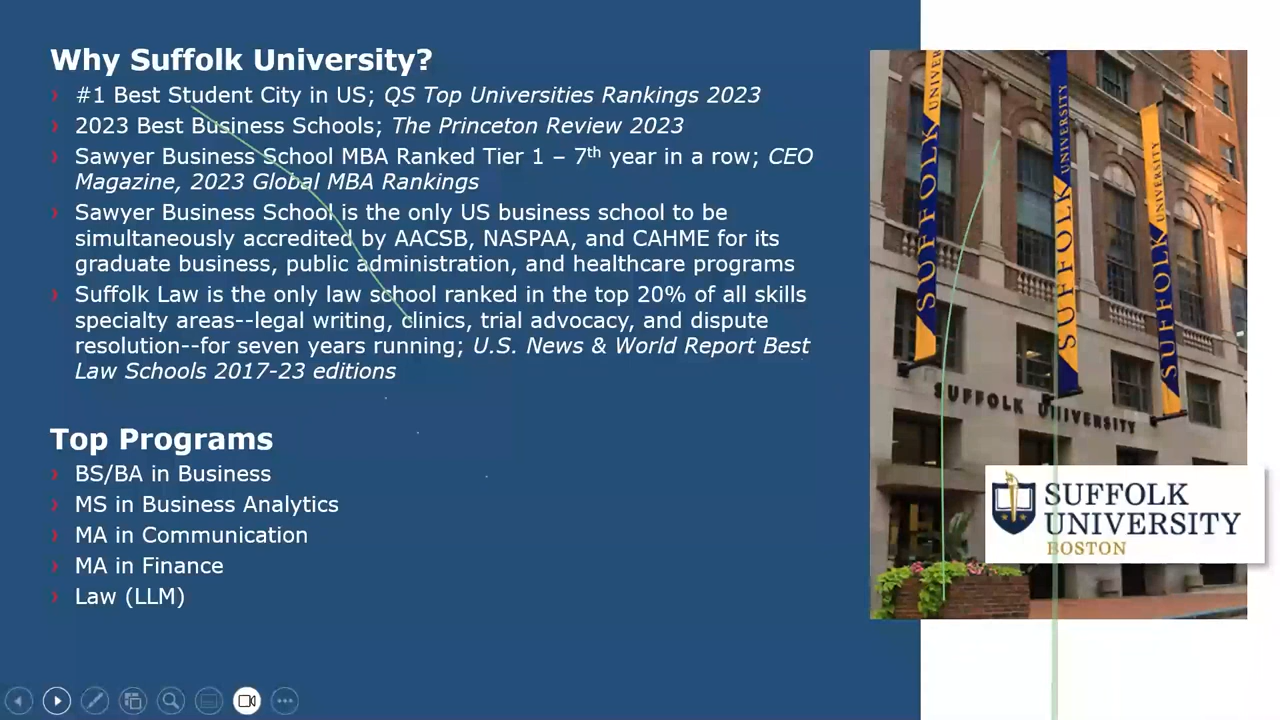 Why Suffolk University?
› #1 Best Student City in US; QS Top Universities Rankings 2023
› 2023 Best Business Schools; The Princeton Review 2023
› Sawyer Business School MBA Ranked Tier 1 – 7th year in a row; CEO
Magazine, 2023 Global MBA Rankings
› Sawyer Business School is the only US business school to be
simultaneously accredited by AACSB, NASPAA, and CAHME for its
graduate business, public administration, and healthcare programs
› Suffolk Law is the only law school ranked in the top 20% of all skills
specialty areas--legal writing, clinics, trial advocacy, and dispute
resolution--for seven years running; U.S. News & World Report Best
Law Schools 2017-23 editions
Top Programs
› BS/BA in Business
› MS in Business Analytics
› MA in Communication
› MA in Finance
› Law (LLM)
SUFFOLK UNIVER
SUFFOLK UNIVERSITY
SUFFOLK UNIVERSITY
SUFFOLK UNIVERSITY
SUFFOLK
UNIVERSITY
BOSTON